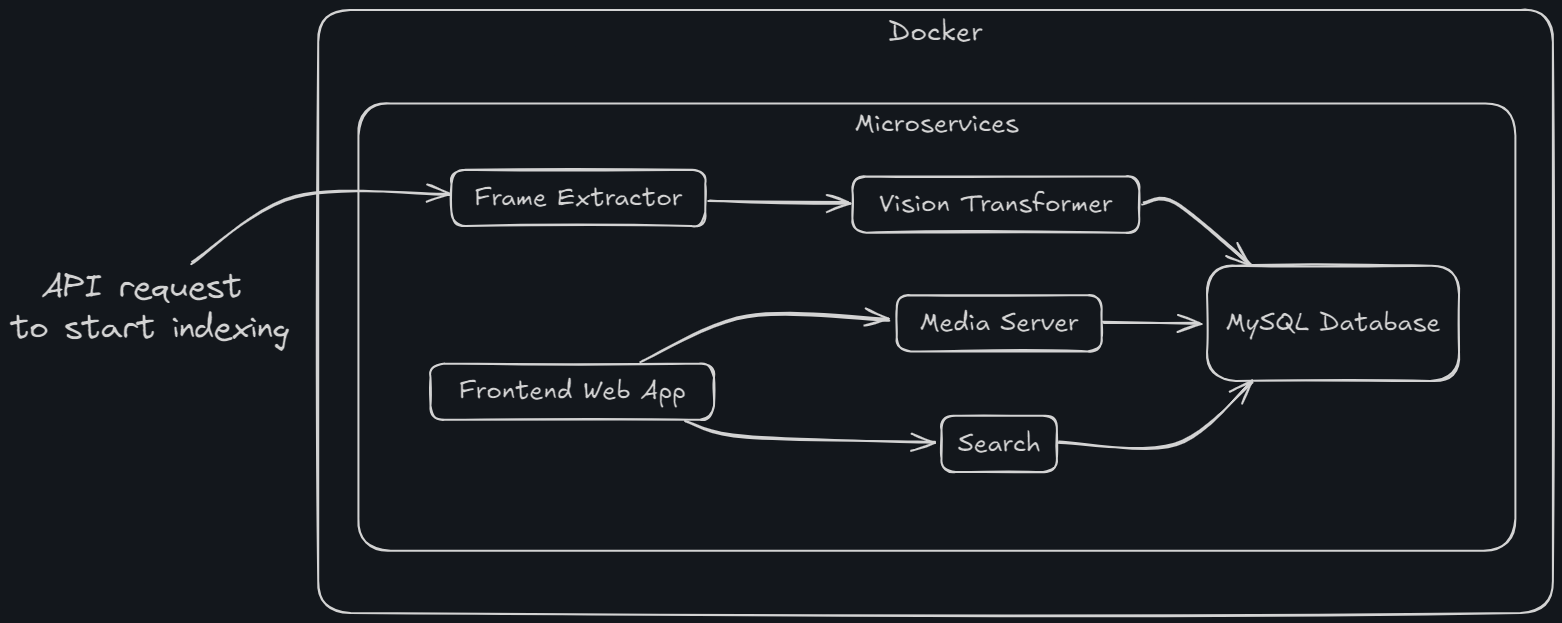 Docker
Microservices
Frame Extractor
Vision Transformer
API request
to start indexing
Media Server
MySQL Database
Frontend Web App
Search